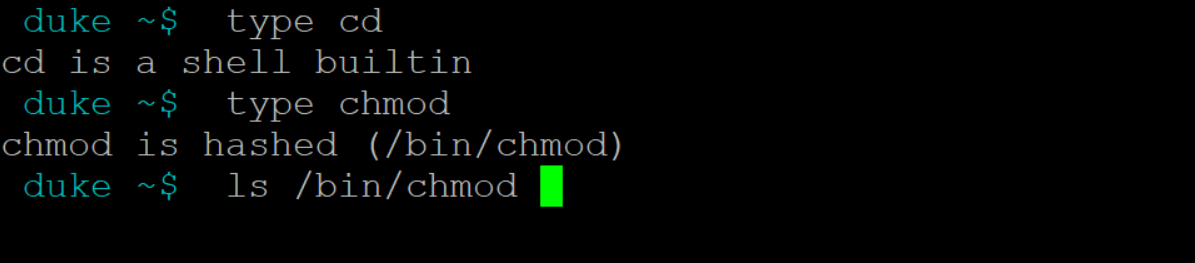 duke ~$ type cd
cd is a shell builtin
duke ~$ type chmod
chmod is hashed (/bin/chmod)
duke ~$ ls /bin/chmod